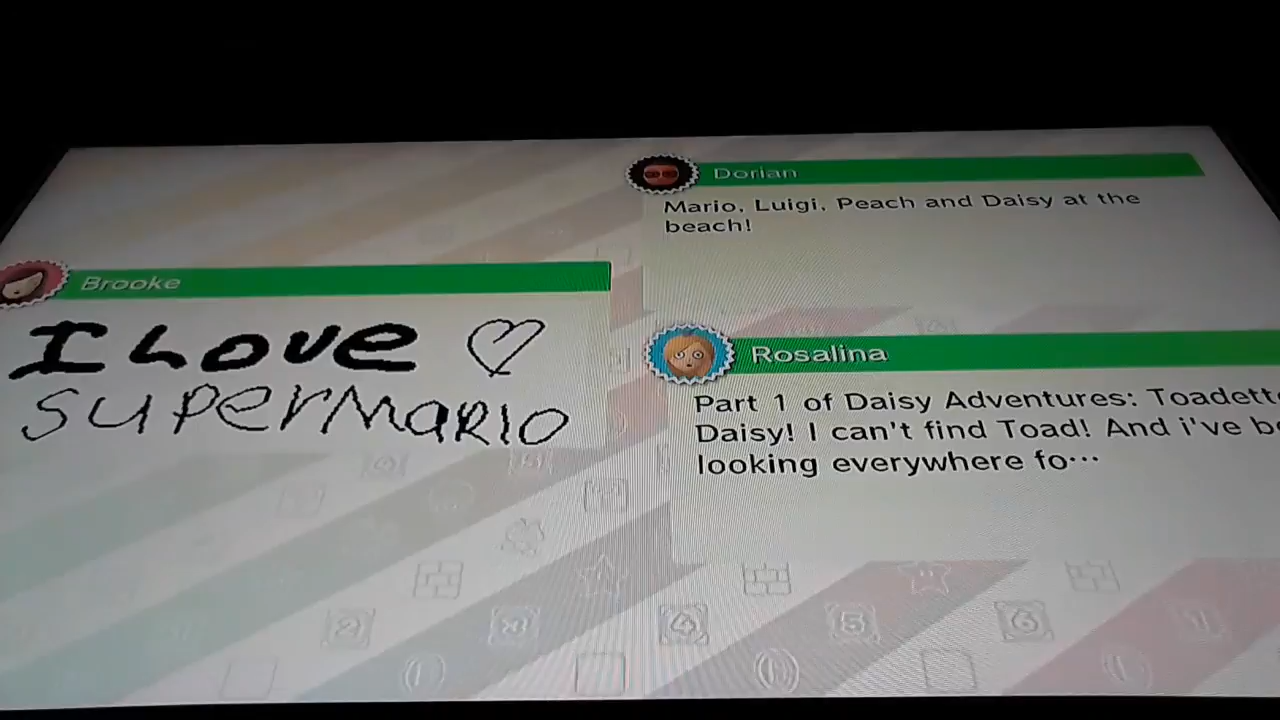 Brooke
I LOVE ♡
SUPERMARIO
Dorian
Mario, Luigi, Peach and Daisy at the
beach!
Rosalina
Part 1 of Daisy Adventures: Toadett
Daisy! I can't find Toad! And i've b
looking everywhere fo···